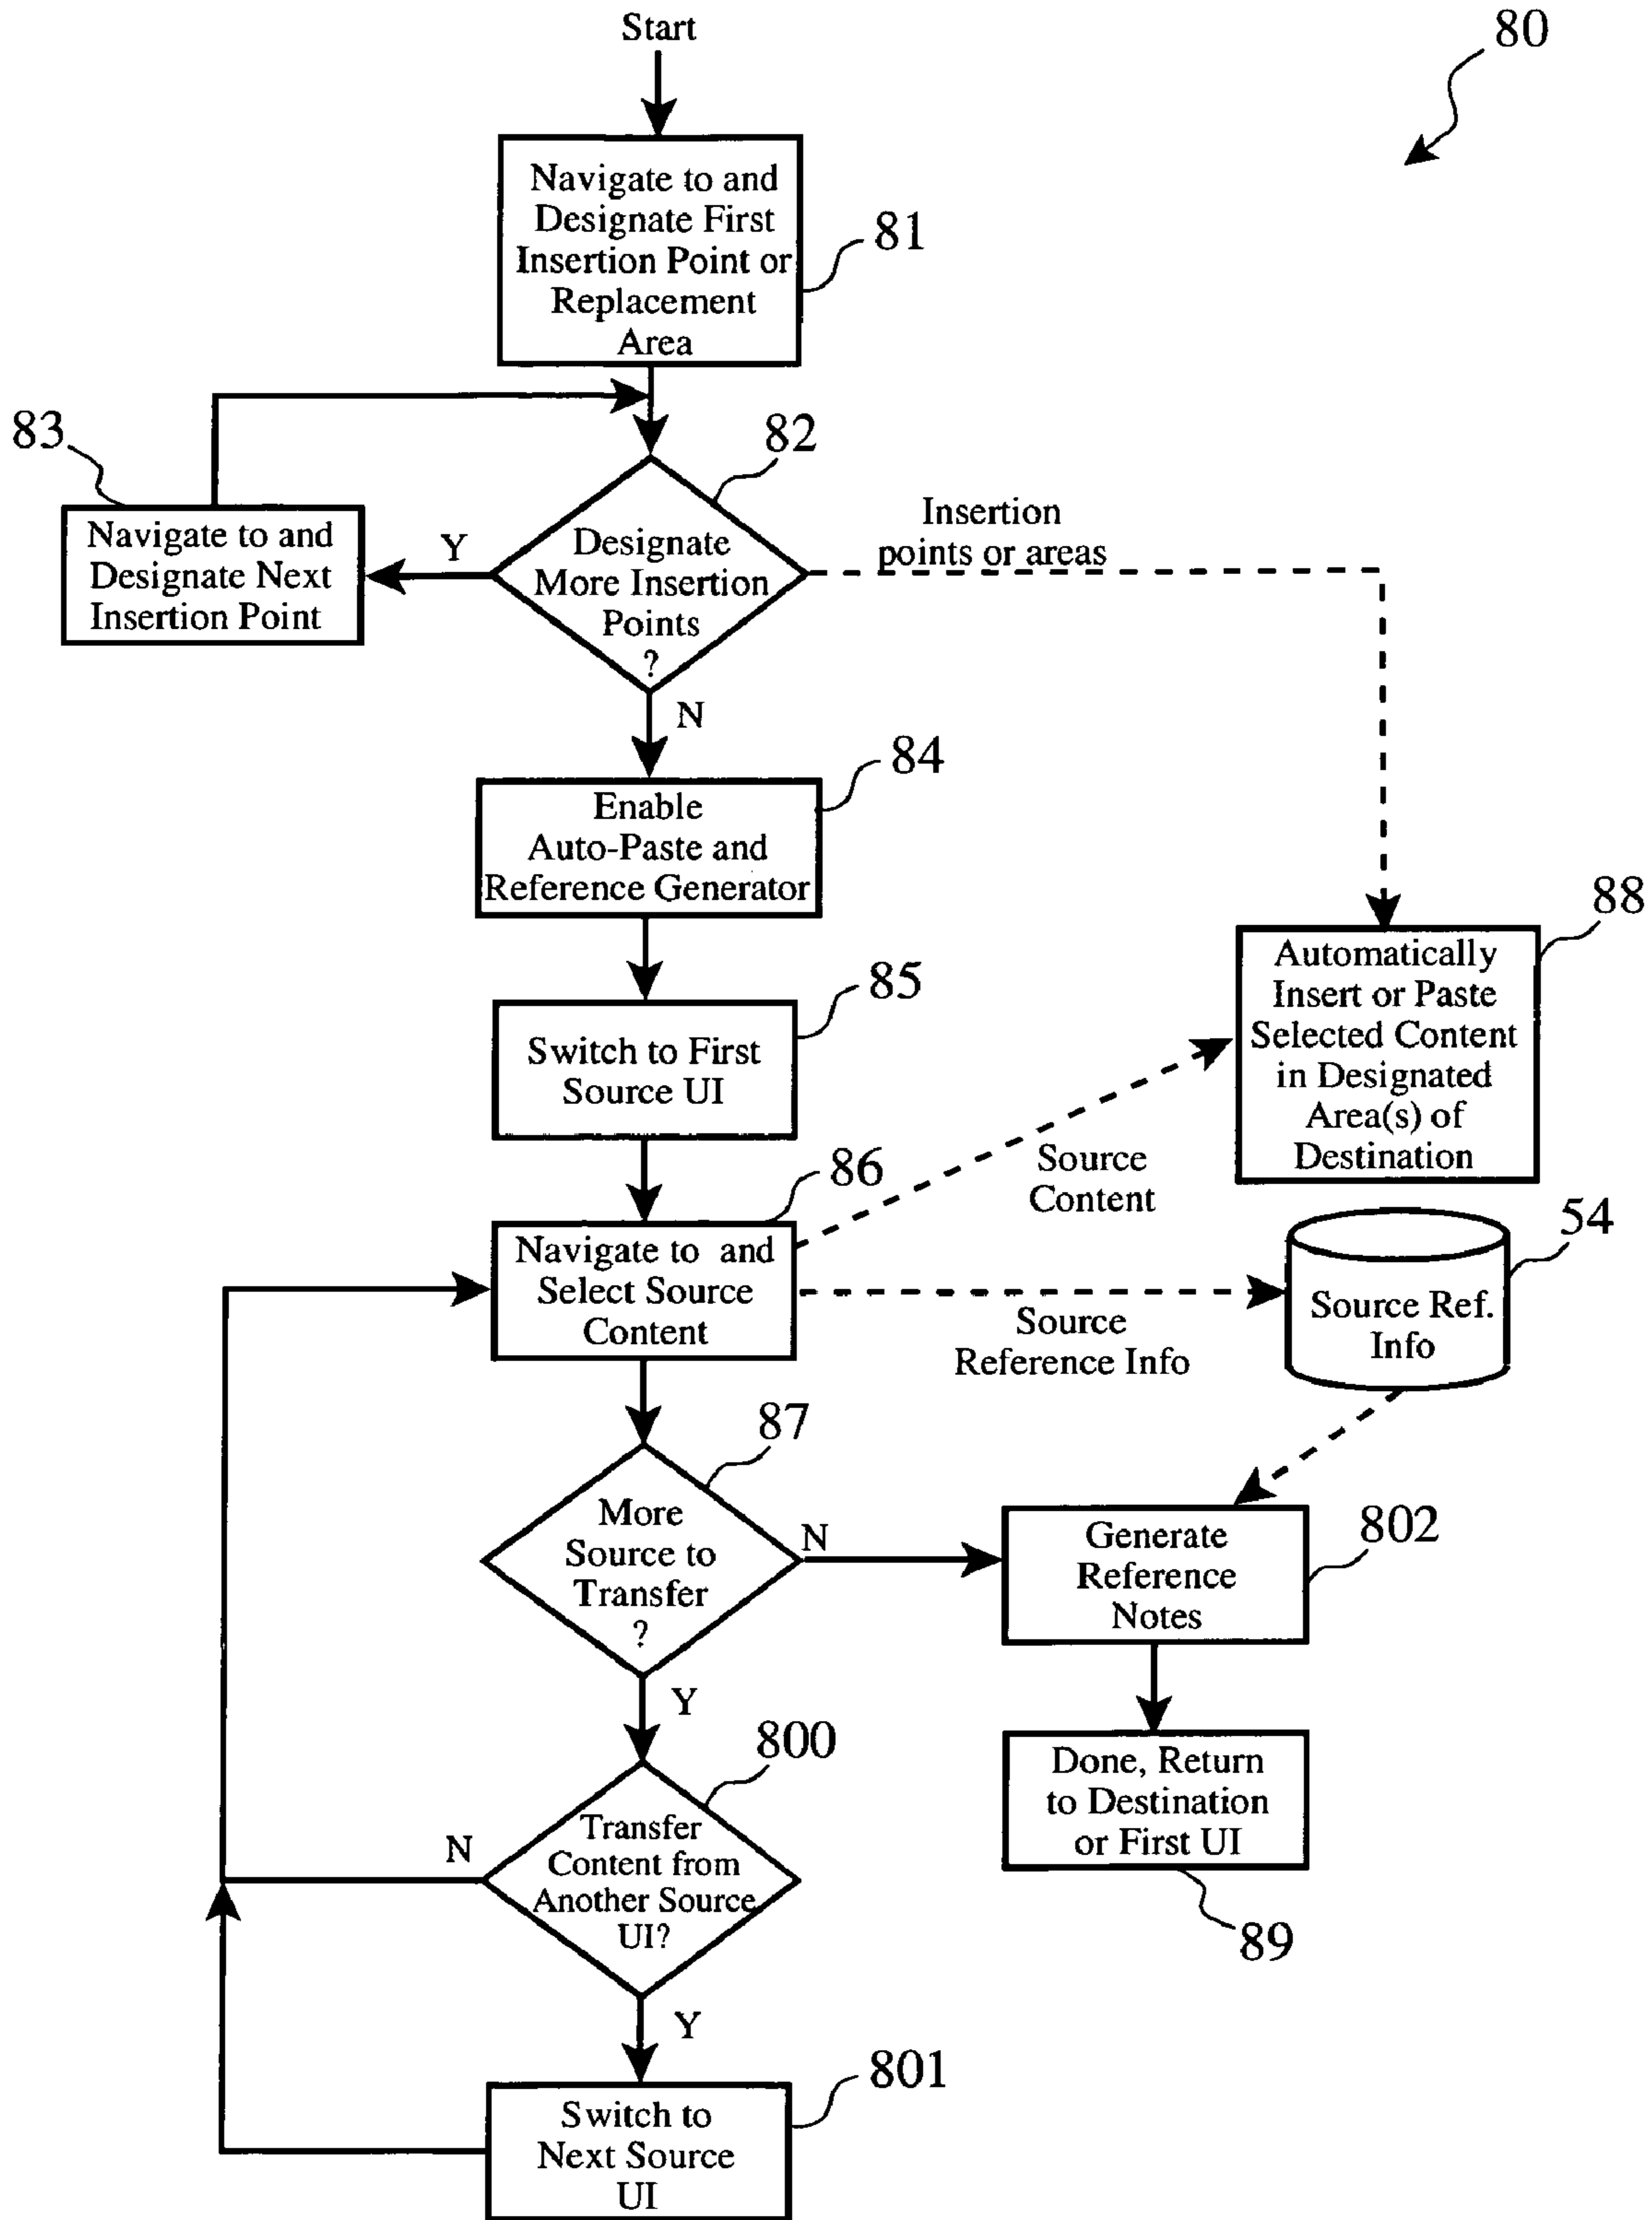 Start
80
Navigate to and
Designate First
Insertion Point or
Replacement
Area
81
83
82
Navigate to and
Designate Next
Insertion Point
Y
Designate
More Insertion
Points
?
Insertion
points or areas
N
84
Enable
Auto-Paste and
Reference Generator
88
Automatically
Insert or Paste
Selected Content
in Designated
Area(s) of
Destination
85
Switch to First
Source UI
Source
Content
86
Navigate to and
Select Source
Content
Source
Reference Info
54
Source Ref.
Info
87
More
Source to
Transfer
?
N
Generate
Reference
Notes
802
Y
800
Transfer
Content from
Another Source
UI?
N
Done, Return
to Destination
or First UI
89
Y
801
Switch to
Next Source
UI